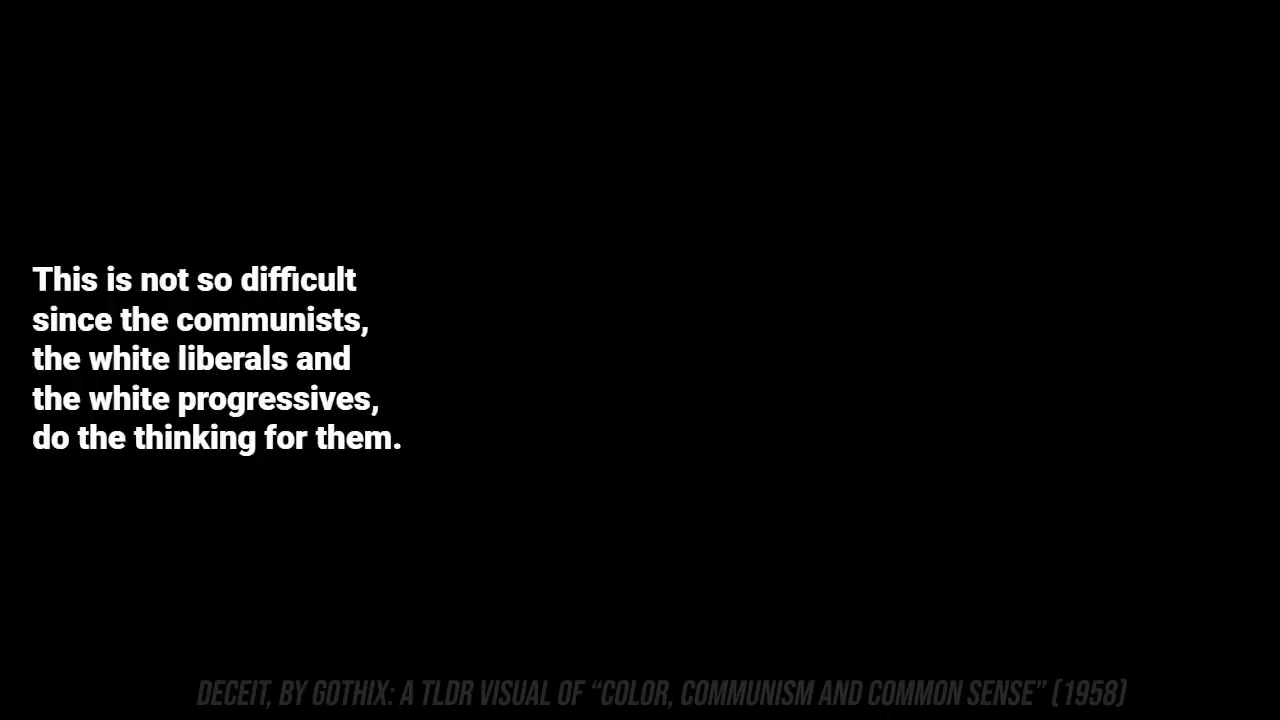 This is not so difficult
since the communists,
the white liberals and
the white progressives,
do the thinking for them.
DECEIT, BY GOTHIX: A TLDR VISUAL OF “COLOR, COMMUNISM AND COMMON SENSE” (1958)